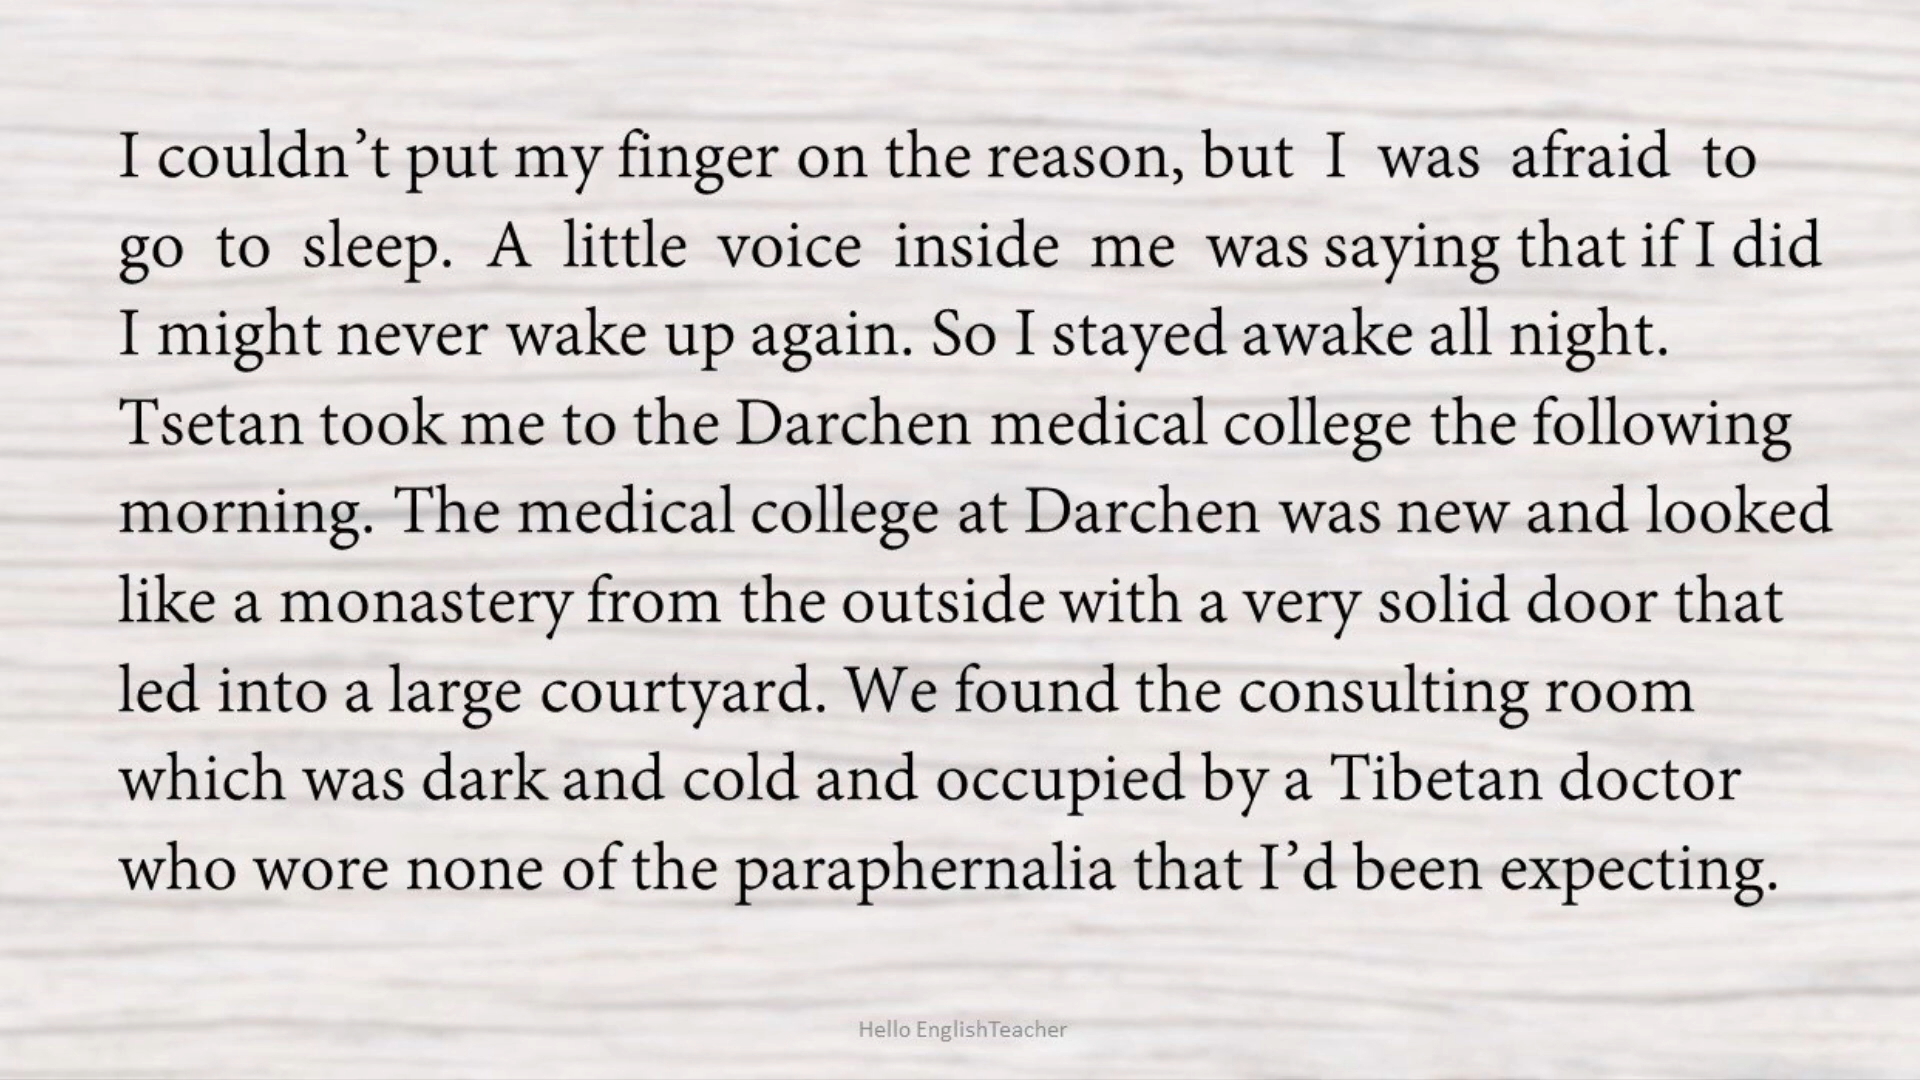 I couldn’t put my finger on the reason, but I was afraid to
go to sleep. A little voice inside me was saying that if I did
I might never wake up again. So I stayed awake all night.
Tsetan took me to the Darchen medical college the following
morning. The medical college at Darchen was new and looked
like a monastery from the outside with a very solid door that
led into a large courtyard. We found the consulting room
which was dark and cold and occupied by a Tibetan doctor
who wore none of the paraphernalia that I’d been expecting.
Hello EnglishTeacher